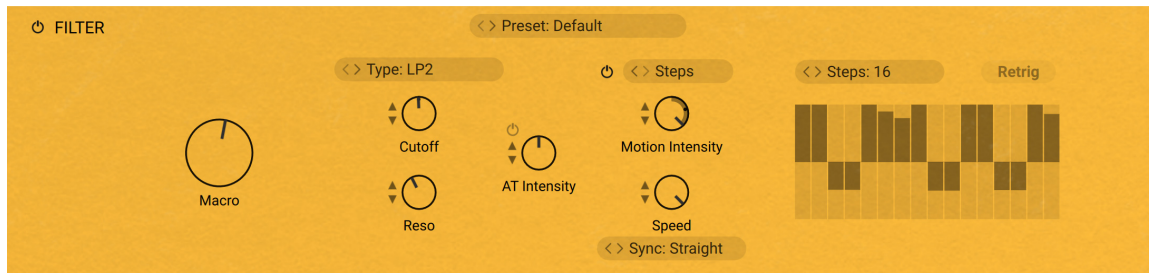 FILTER
Preset: Default
Type: LP2
Steps
Steps: 16
Retrig
Cutoff
Motion Intensity
AT Intensity
Macro
Reso
Speed
Sync: Straight